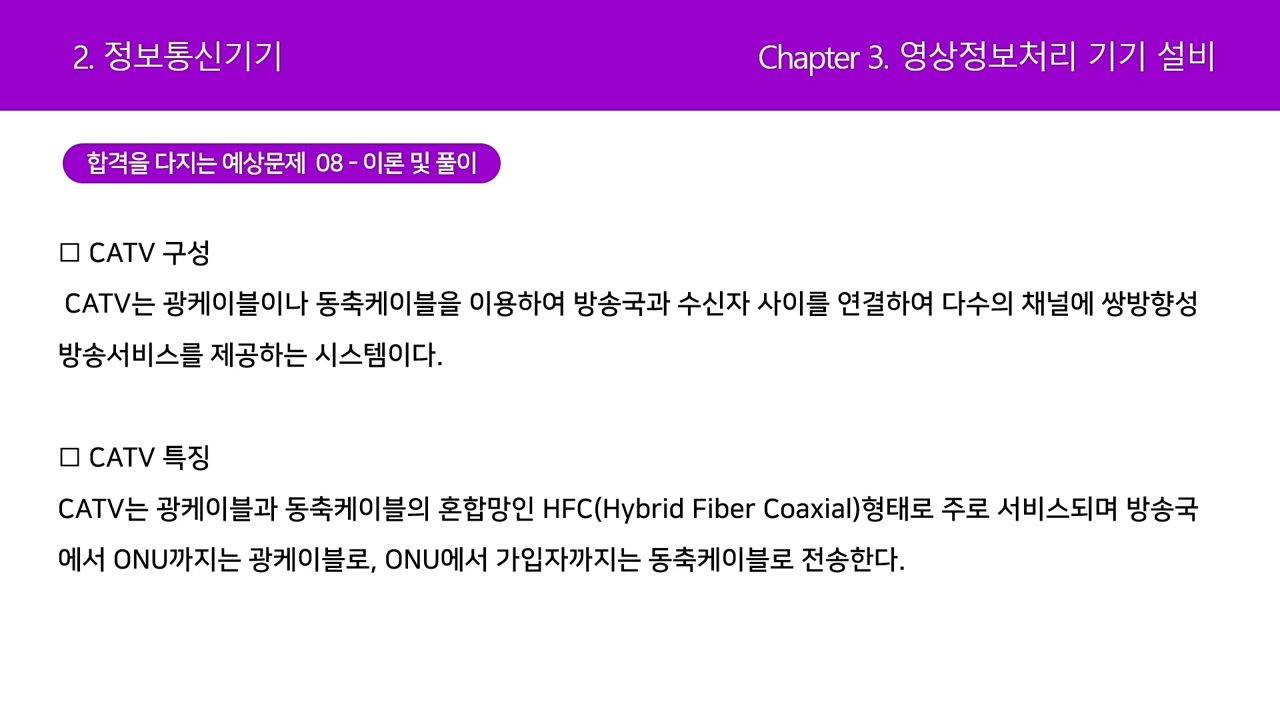 2. 정보통신기기
Chapter 3. 영상정보처리 기기 설비
합격을 다지는 예상문제 08 - 이론 및 풀이
□ CATV 구성
CATV는 광케이블이나 동축케이블을 이용하여 방송국과 수신자 사이를 연결하여 다수의 채널에 쌍방향성
방송서비스를 제공하는 시스템이다.
□ CATV 특징
CATV는 광케이블과 동축케이블의 혼합망인 HFC(Hybrid Fiber Coaxial)형태로 주로 서비스되며 방송국
에서 ONU까지는 광케이블로, ONU에서 가입자까지는 동축케이블로 전송한다.